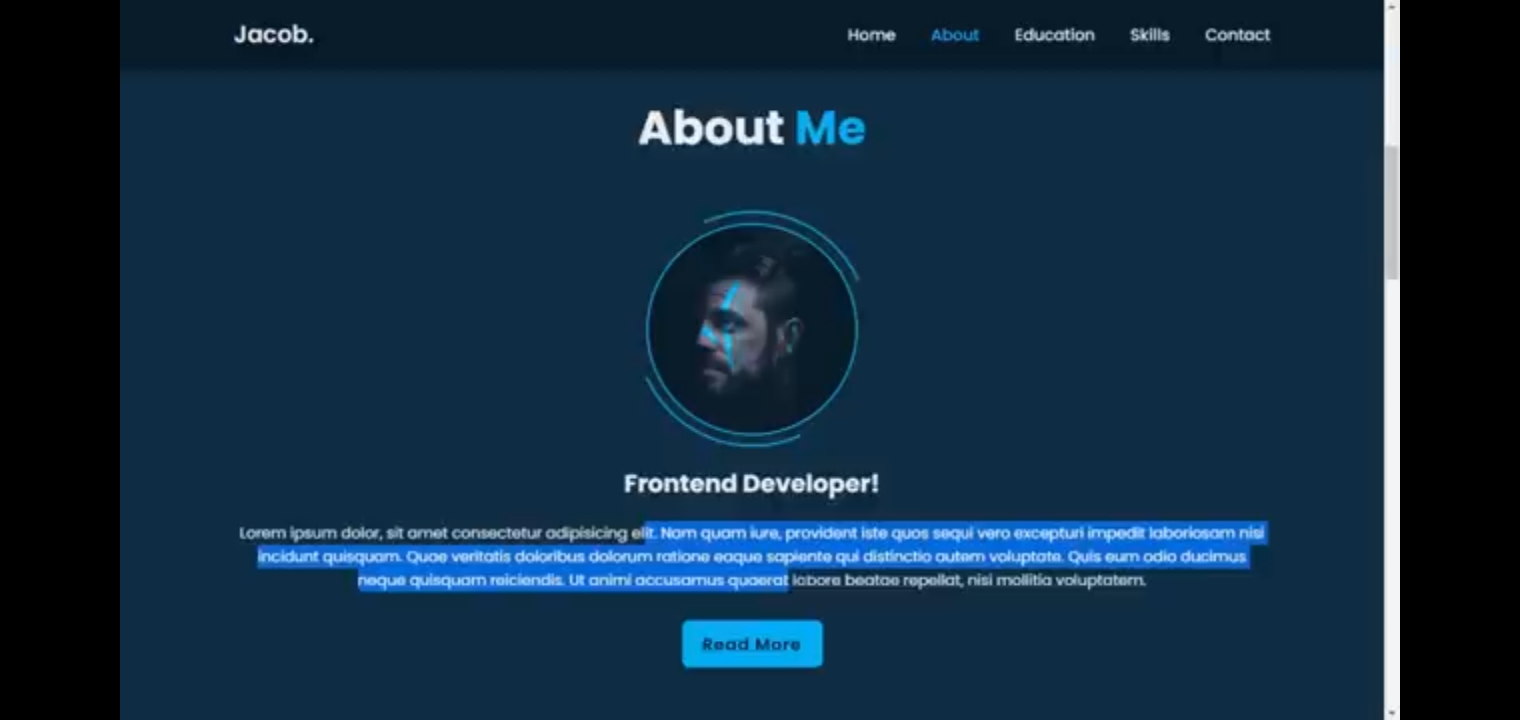 Jacob.
Home About Education Skills Contact
About Me
Frontend Developer!
Lorem ipsum dolor, sit amet consectetur adipisicing elit. Nam quam iure, provident iste quos sequi vero excepturi impedit laboriosam nisi
incidunt quisquam. Quae veritatis doloribus dolorum ratione eaque sapiente qui distinctio autem voluptate. Quis eum odio ducimus
neque quisquam reiciendis. Ut animi accusamus quaerat labore beatae repellat, nisi mollitia voluptatem.
Read More